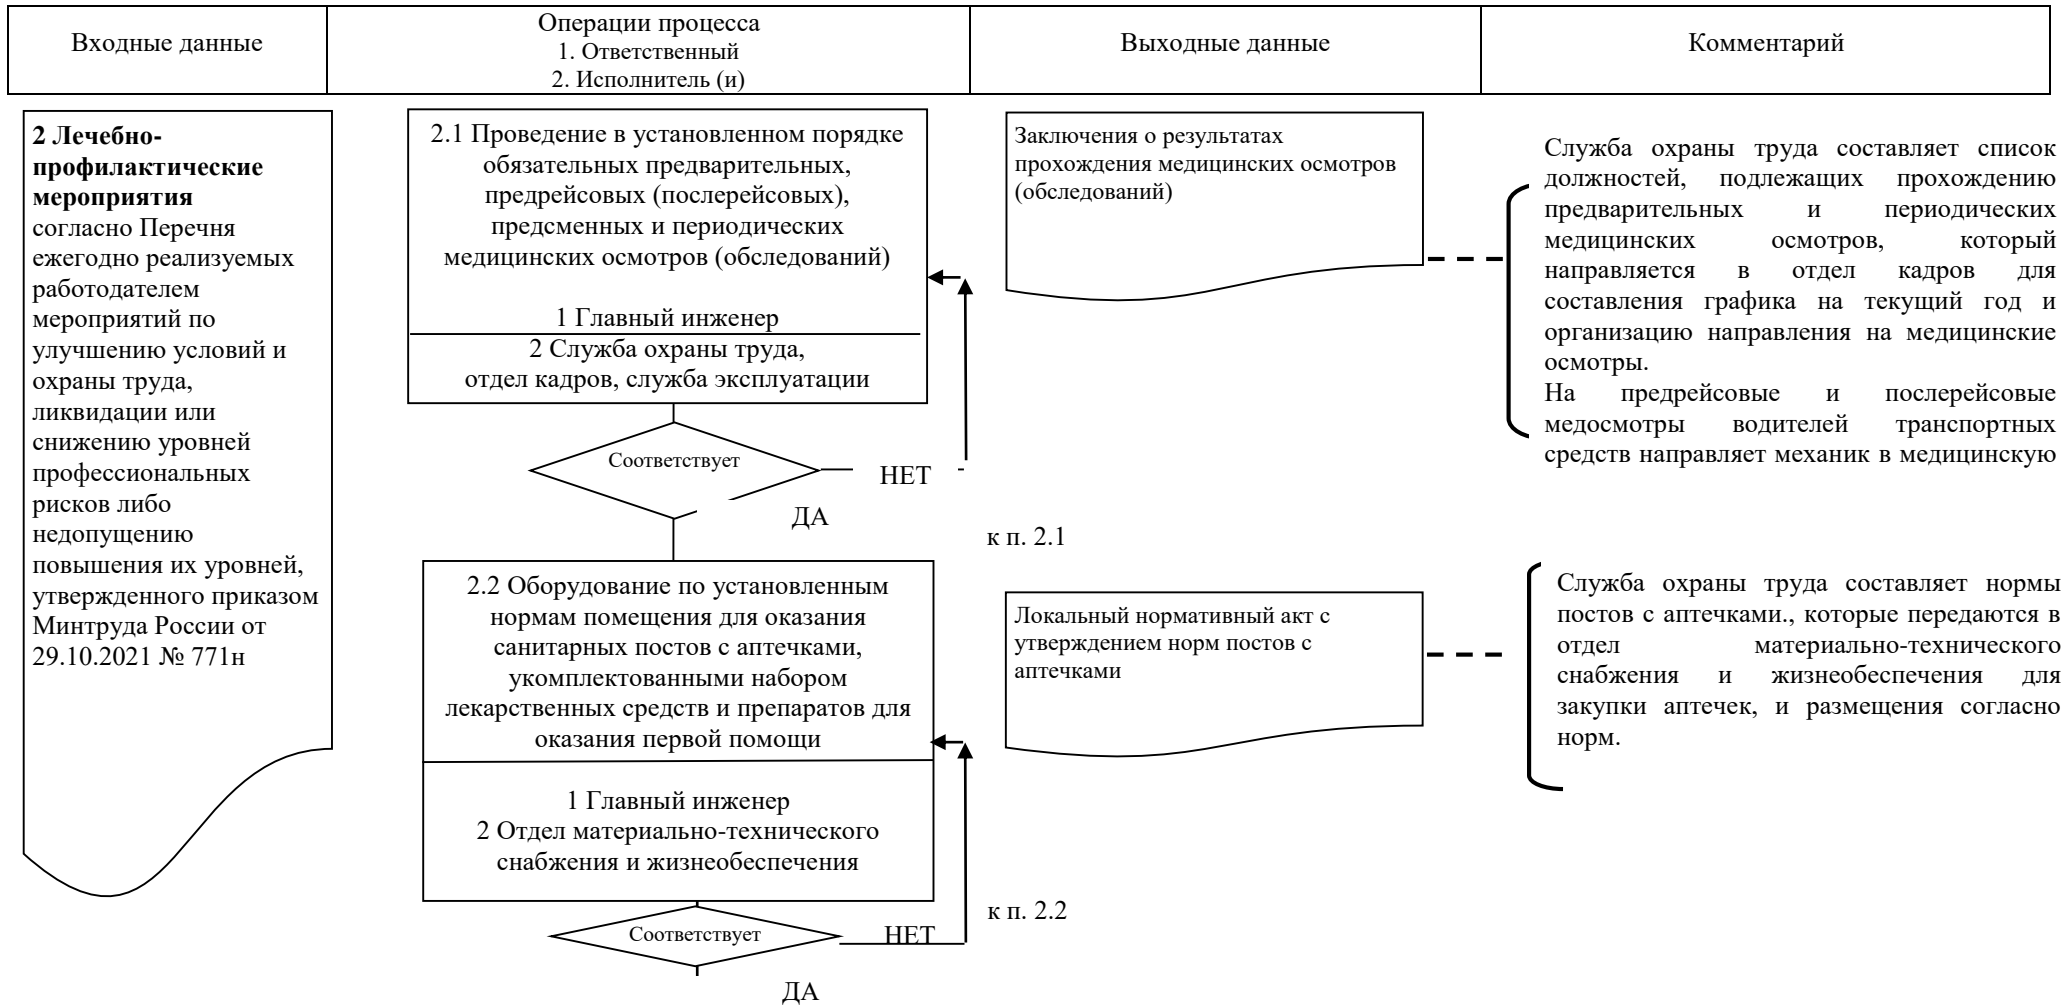 Входные данные
Операции процесса
1. Ответственный
2. Исполнитель (и)
Выходные данные
Комментарий
2 Лечебно-
профилактические
мероприятия
согласно Перечня
ежегодно реализуемых
работодателем
мероприятий по
улучшению условий и
охраны труда,
ликвидации или
снижению уровней
профессиональных
рисков либо
недопущению
повышения их уровней,
утвержденного приказом
Минтруда России от
29.10.2021 № 771н
2.1 Проведение в установленном порядке
обязательных предварительных,
предрейсовых (послерейсовых),
предсменных и периодических
медицинских осмотров (обследований)
1 Главный инженер
2 Служба охраны труда,
отдел кадров, служба эксплуатации
Соответствует
НЕТ
ДА
к п. 2.1
Заключения о результатах
прохождения медицинских осмотров
(обследований)
Служба охраны труда составляет список
должностей, подлежащих прохождению
предварительных и периодических
медицинских осмотров, который
направляется в отдел кадров для
составления графика на текущий год и
организацию направления на медицинские
осмотры.
На предрейсовые и послерейсовые
медосмотры водителей транспортных
средств направляет механик в медицинскую
2.2 Оборудование по установленным
нормам помещения для оказания
санитарных постов с аптечками,
укомплектованными набором
лекарственных средств и препаратов для
оказания первой помощи
1 Главный инженер
2 Отдел материально-технического
снабжения и жизнеобеспечения
Соответствует
НЕТ
ДА
к п. 2.2
Локальный нормативный акт с
утверждением норм постов с
аптечками
Служба охраны труда составляет нормы
постов с аптечками., которые передаются в
отдел материально-технического
снабжения и жизнеобеспечения для
закупки аптечек, и размещения согласно
норм.